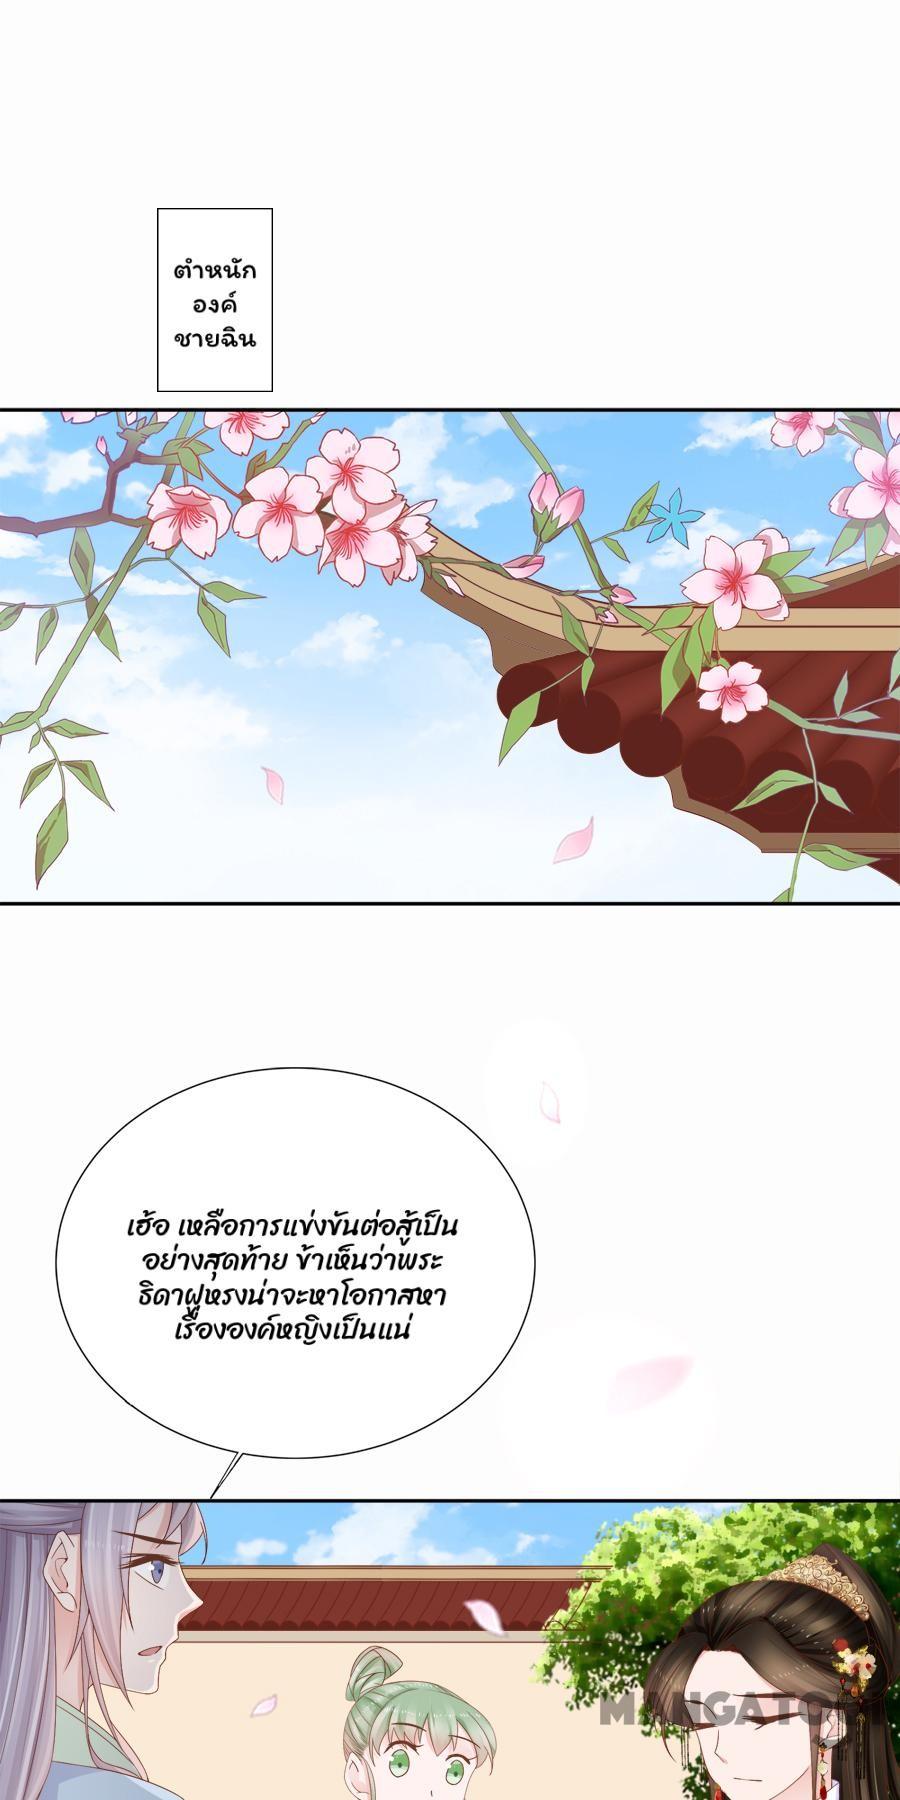 ตำหนัก
องค์
ชายฉิน
เฮ้อ เหลือการแข่งขันต่อสู้เป็น
อย่างสุดท้าย ข้าเห็นว่าพระ
ธิดาฝูหรงน่าจะหาโอกาสหา
เรื่ององค์หญิงเป็นแน่
MANGATOON